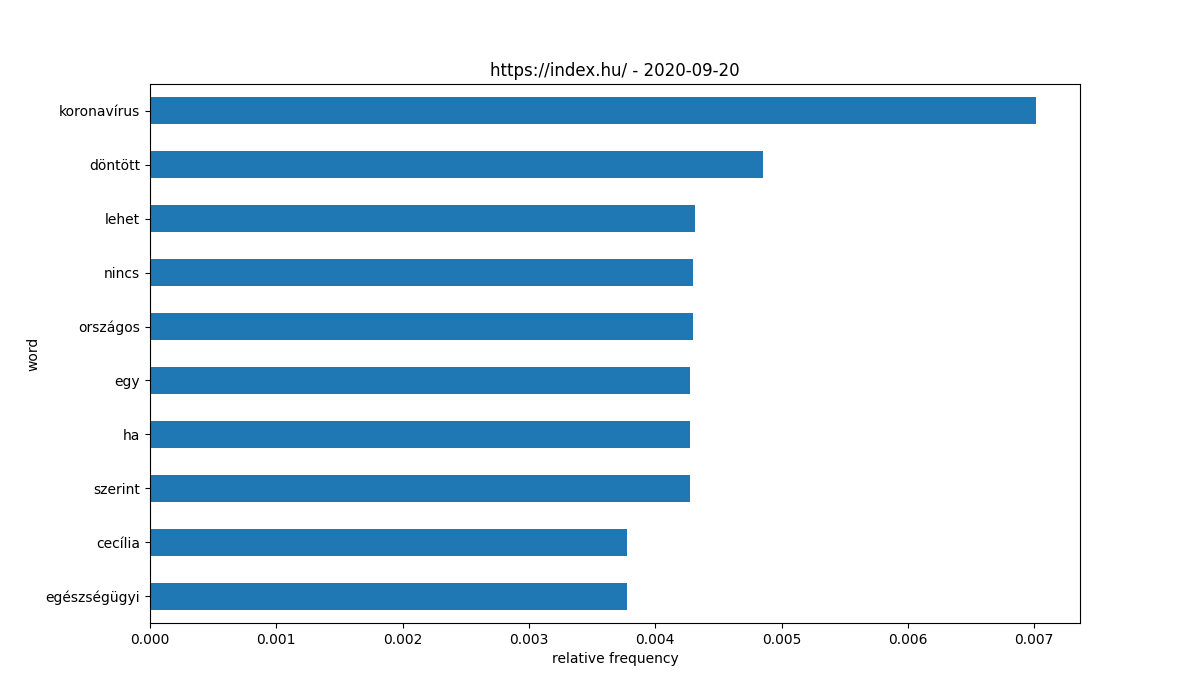 https://index.hu/ - 2020-09-20
koronavírus
döntött
lehet
nincs
országos
egy
ha
szerint
cecília
egészségügyi
word
0.000 0.001 0.002 0.003 0.004 0.005 0.006 0.007
relative frequency